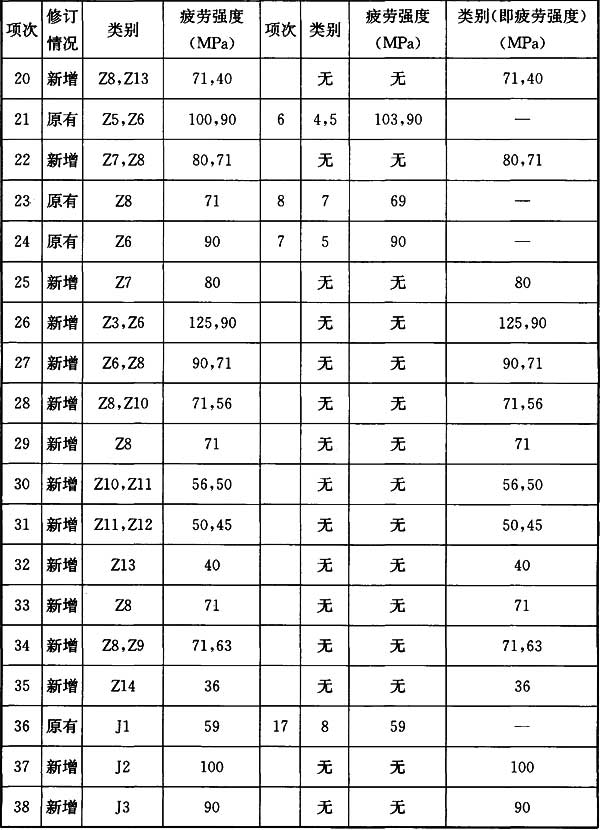 项次 修订情况 类别 疲劳强度（MPa） 项次 类别 疲劳强度（MPa） 类别(即疲劳强度)（MPa）
20 新增 Z8,Z13 71,40 无 无 71,40
21 原有 Z5,Z6 100,90 6 4,5 103,90 —
22 新增 Z7,Z8 80,71 无 无 80,71
23 原有 Z8 71 8 7 69 —
24 原有 Z6 90 7 5 90 —
25 新增 Z7 80 无 无 80
26 新增 Z3,Z6 125,90 无 无 125,90
27 新增 Z6,Z8 90,71 无 无 90,71
28 新增 Z8,Z10 71,56 无 无 71,56
29 新增 Z8 71 无 无 71
30 新增 Z10,Z11 56,50 无 无 56,50
31 新增 Z11,Z12 50,45 无 无 50,45
32 新增 Z13 40 无 无 40
33 新增 Z8 71 无 无 71
34 新增 Z8,Z9 71,63 无 无 71,63
35 新增 Z14 36 无 无 36
36 原有 J1 59 17 8 59 —
37 新增 J2 100 无 无 100
38 新增 J3 90 无 无 90